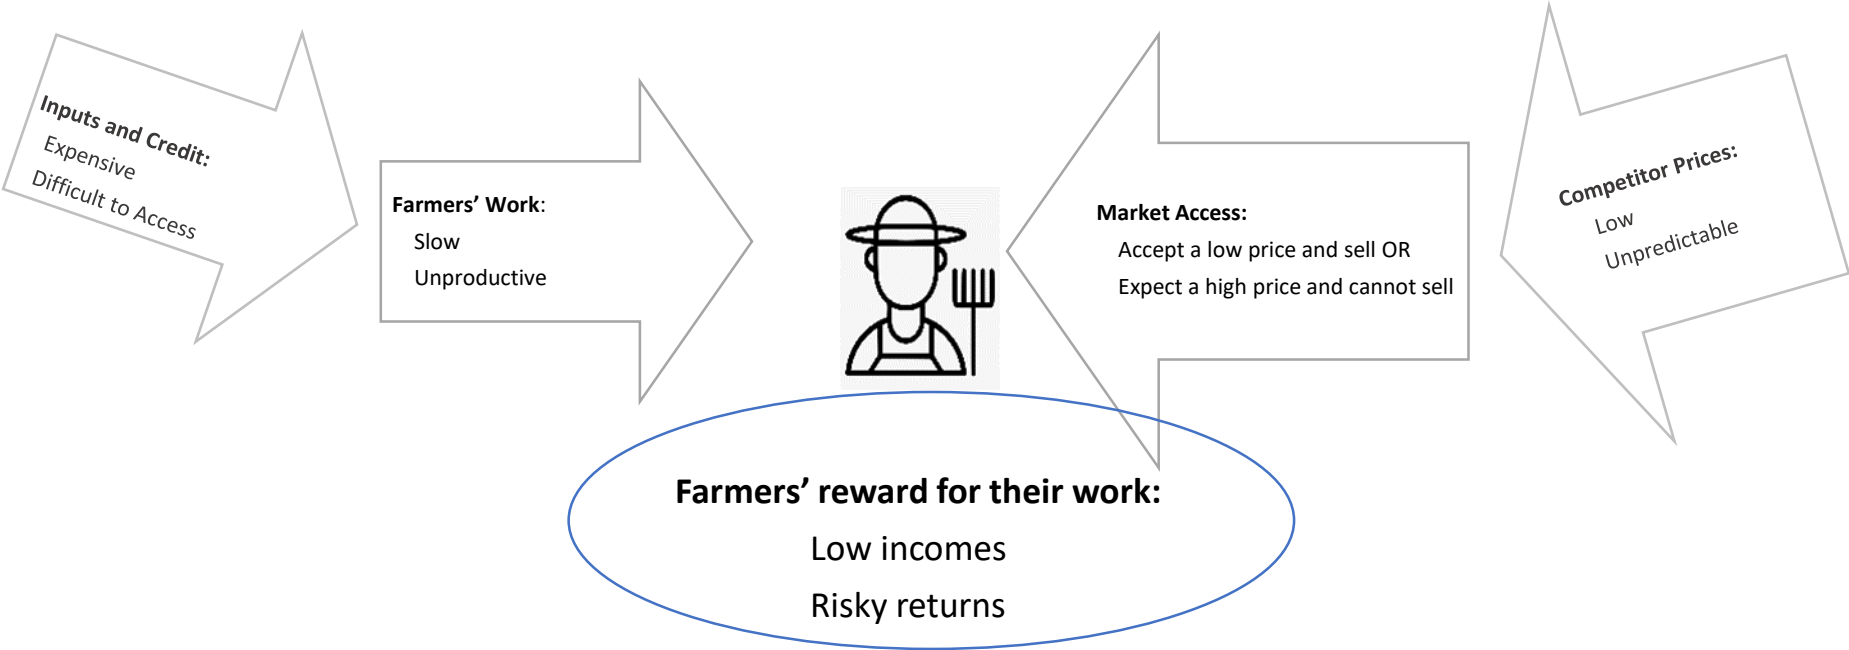 Inputs and Credit:
Expensive
Difficult to Access
Farmers’ Work:
Slow
Unproductive
Market Access:
Accept a low price and sell OR
Expect a high price and cannot sell
Competitor Prices:
Low
Unpredictable
Farmers’ reward for their work:
Low incomes
Risky returns